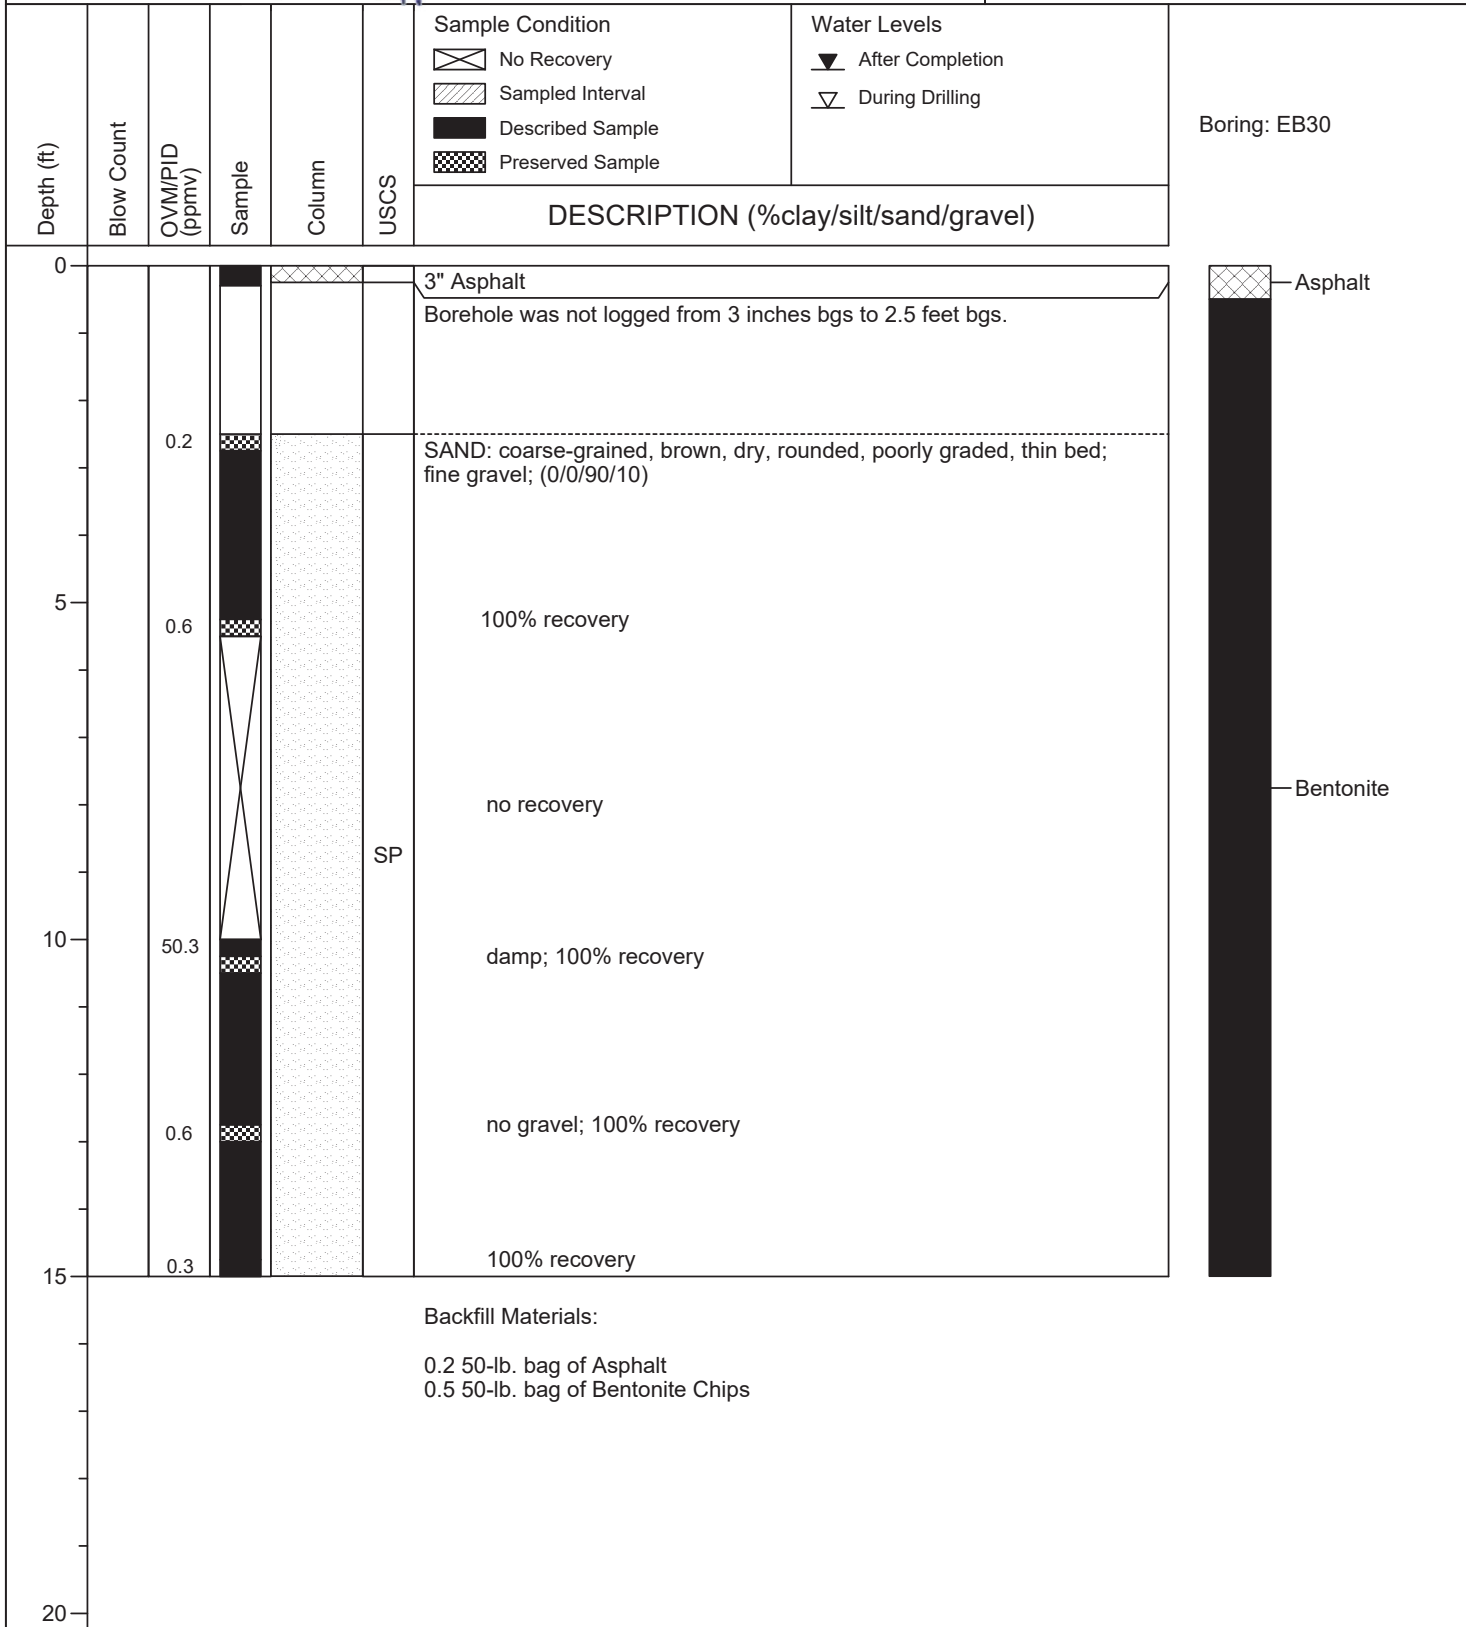 Sample Condition
No Recovery
Sampled Interval
Described Sample
Preserved Sample
Water Levels
After Completion
During Drilling
Boring: EB30
Depth (ft)
Blow Count
OVM/PID
(ppmv)
Sample
Column
USCS
DESCRIPTION (%clay/silt/sand/gravel)
0
3" Asphalt
Asphalt
Borehole was not logged from 3 inches bgs to 2.5 feet bgs.
0.2
SAND: coarse-grained, brown, dry, rounded, poorly graded, thin bed;
fine gravel; (0/0/90/10)
5
0.6
100% recovery
Bentonite
no recovery
SP
10
50.3
damp; 100% recovery
0.6
no gravel; 100% recovery
0.3
100% recovery
15
Backfill Materials:
0.2 50-lb. bag of Asphalt
0.5 50-lb. bag of Bentonite Chips
20